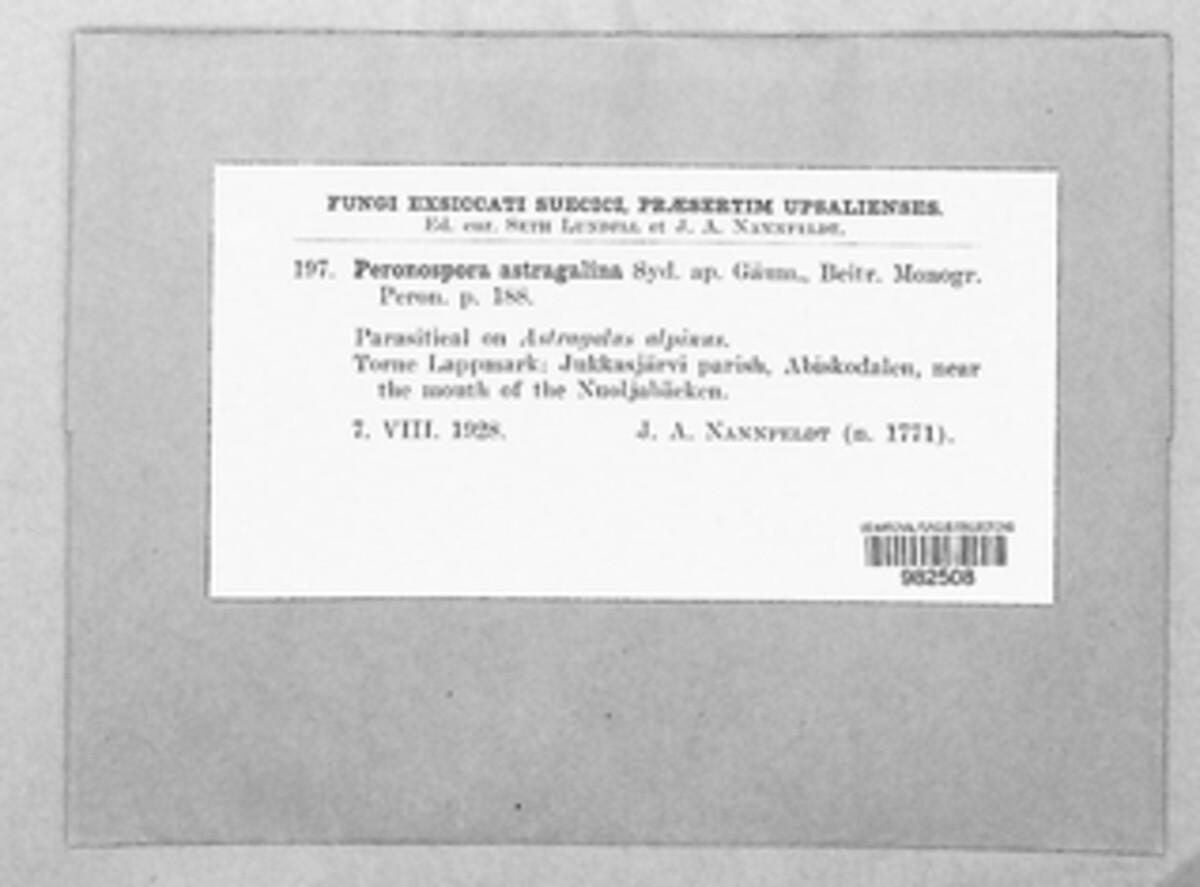 FUNGI EXSICCATI SUECICI, PRÆSERTIM UPSALIENSES.
Ed. cur. SETH LUNDELL et J. A. NANNFELDT.
197. Peronospora astragalina Syd. ap. Gäum., Beitr. Monogr.
Peron. p. 188.
Parasitical on Astragalus alpinus.
Torne Lappmark: Jukkasjärvi parish, Abiskodalen, near
the mouth of the Nuoljabäcken.
7. VIII. 1928. J. A. NANNFELDT (n. 1771).
982508